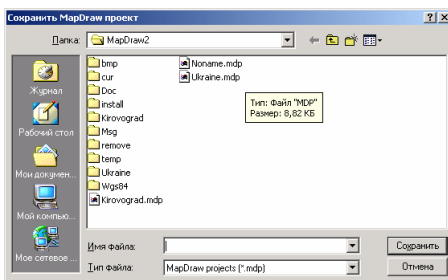 Сохранить MapDraw проект
Папка:
MapDraw2
Журнал
Рабочий стол
Мои докумен...
Мой компью...
Мое сетевое ...
bmp
cur
Doc
install
Kirovograd
Msg
remove
temp
Ukraine
Wgs84
Kirovograd.mdp
Noname.mdp
Ukraine.mdp
Тип: Файл "MDP"
Размер: 8,82 КБ
Имя файла:
Сохранить
Тип файла:
MapDraw projects (*.mdp)
Отмена